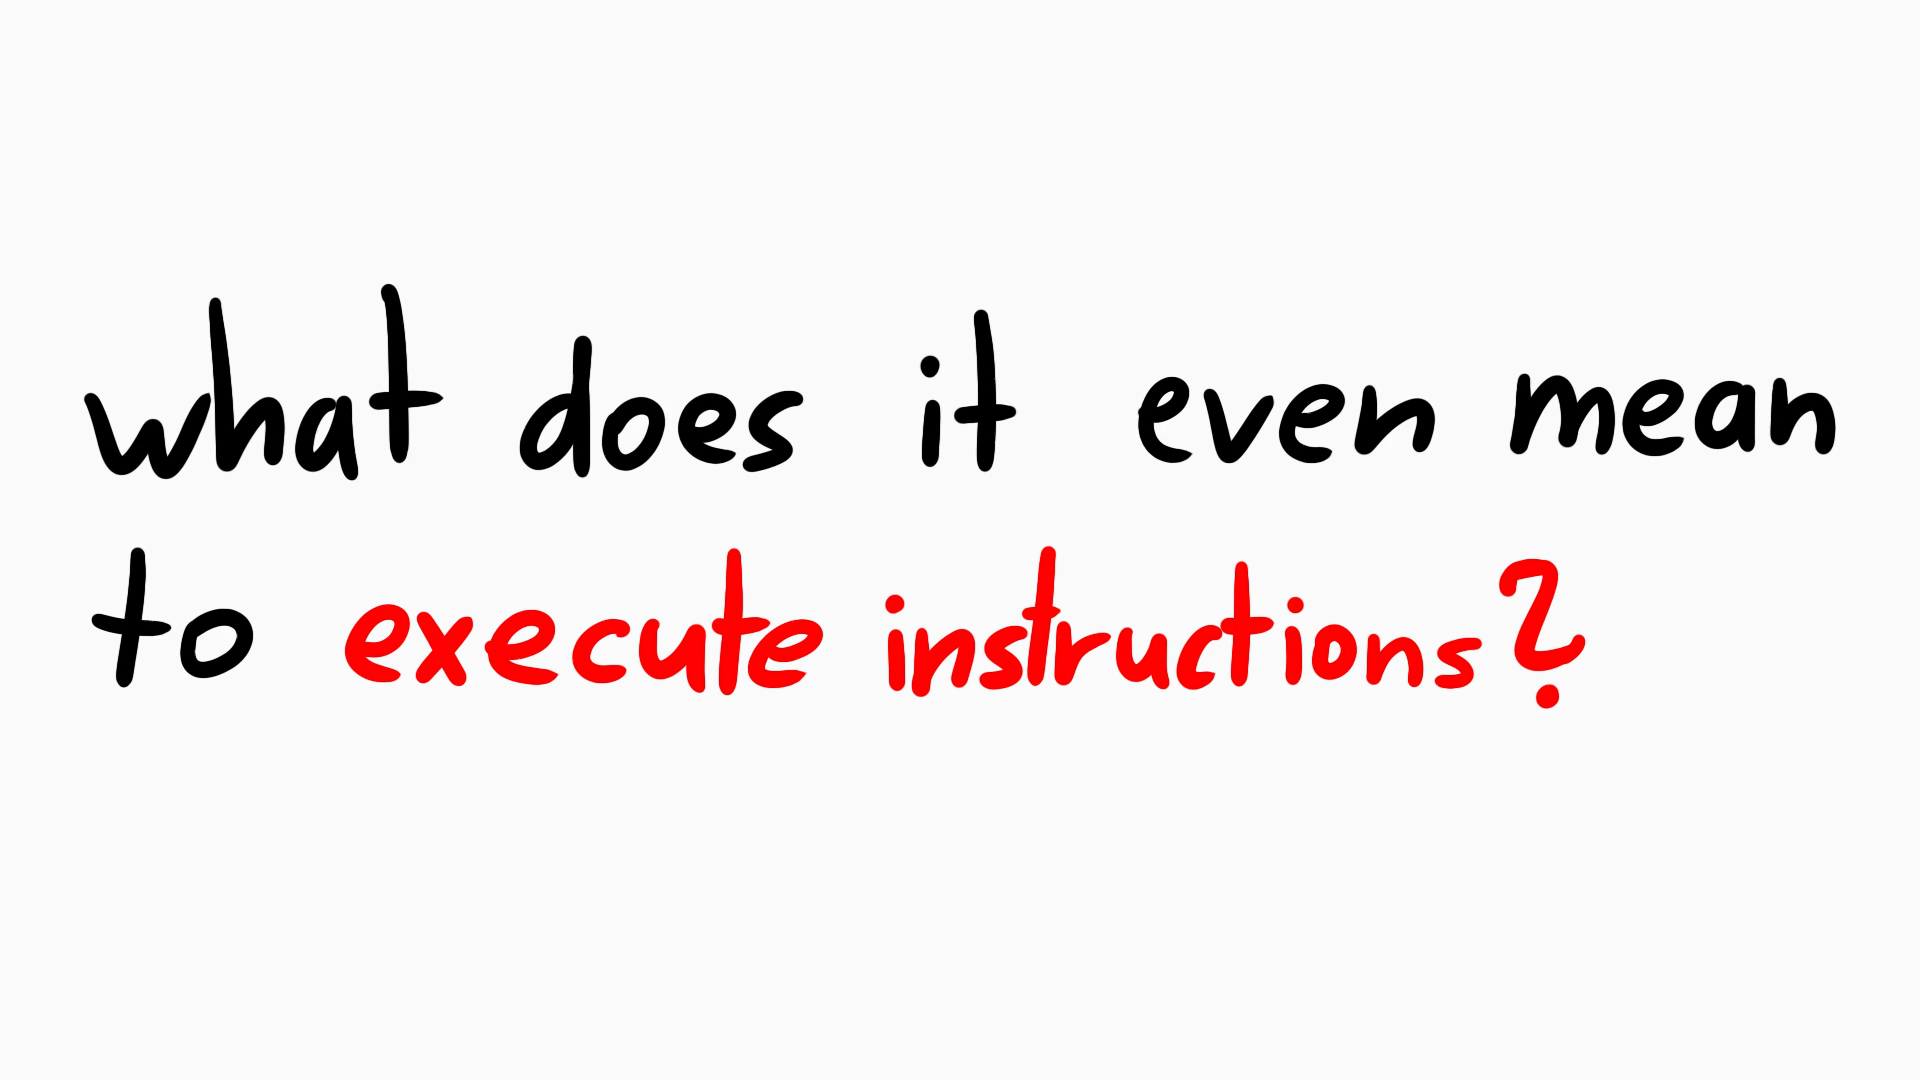 what does it even mean
to execute instructions?